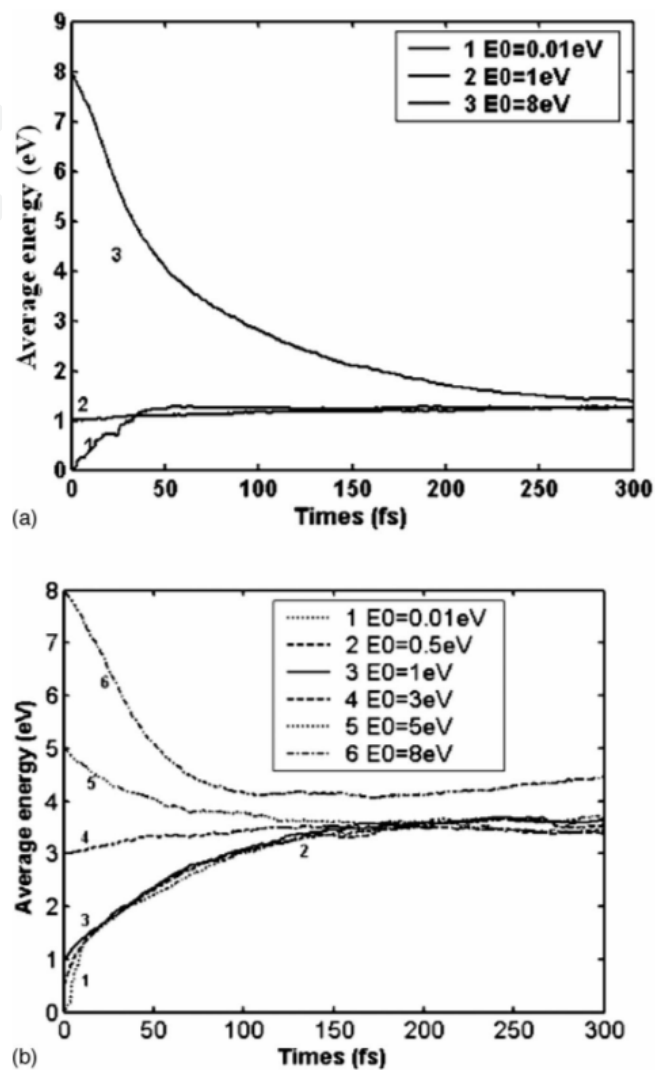 9
8
7
6
5
4
3
2
1
0
Average energy (eV)
1 E0=0.01eV
2 E0=1eV
3 E0=8eV
3
2
1
0 50 100 150 200 250 300
Times (fs)
(a)
8
7
6
5
4
3
2
1
0
Average energy (eV)
1 E0=0.01eV
2 E0=0.5eV
3 E0=1eV
4 E0=3eV
5 E0=5eV
6 E0=8eV
6
5
4
2
3
1
0 50 100 150 200 250 300
Times (fs)
(b)